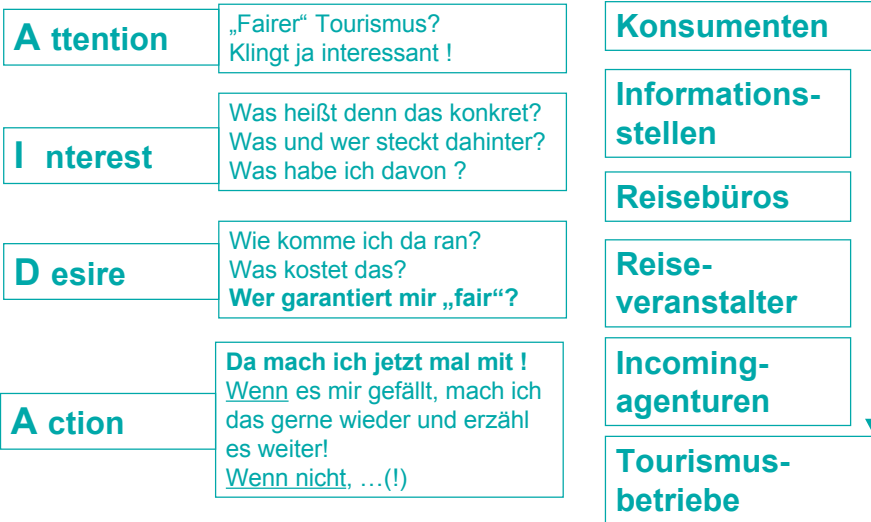 A ttention
„Fairer“ Tourismus?
Klingt ja interessant !
I nterest
Was heißt denn das konkret?
Was und wer steckt dahinter?
Was habe ich davon ?
D esire
Wie komme ich da ran?
Was kostet das?
Wer garantiert mir „fair“?
A ction
Da mach ich jetzt mal mit !
Wenn es mir gefällt, mach ich
das gerne wieder und erzähl
es weiter!
Wenn nicht, …(!)
Konsumenten
Informations-
stellen
Reisebüros
Reise-
veranstalter
Incoming-
agenturen
Tourismus-
betriebe